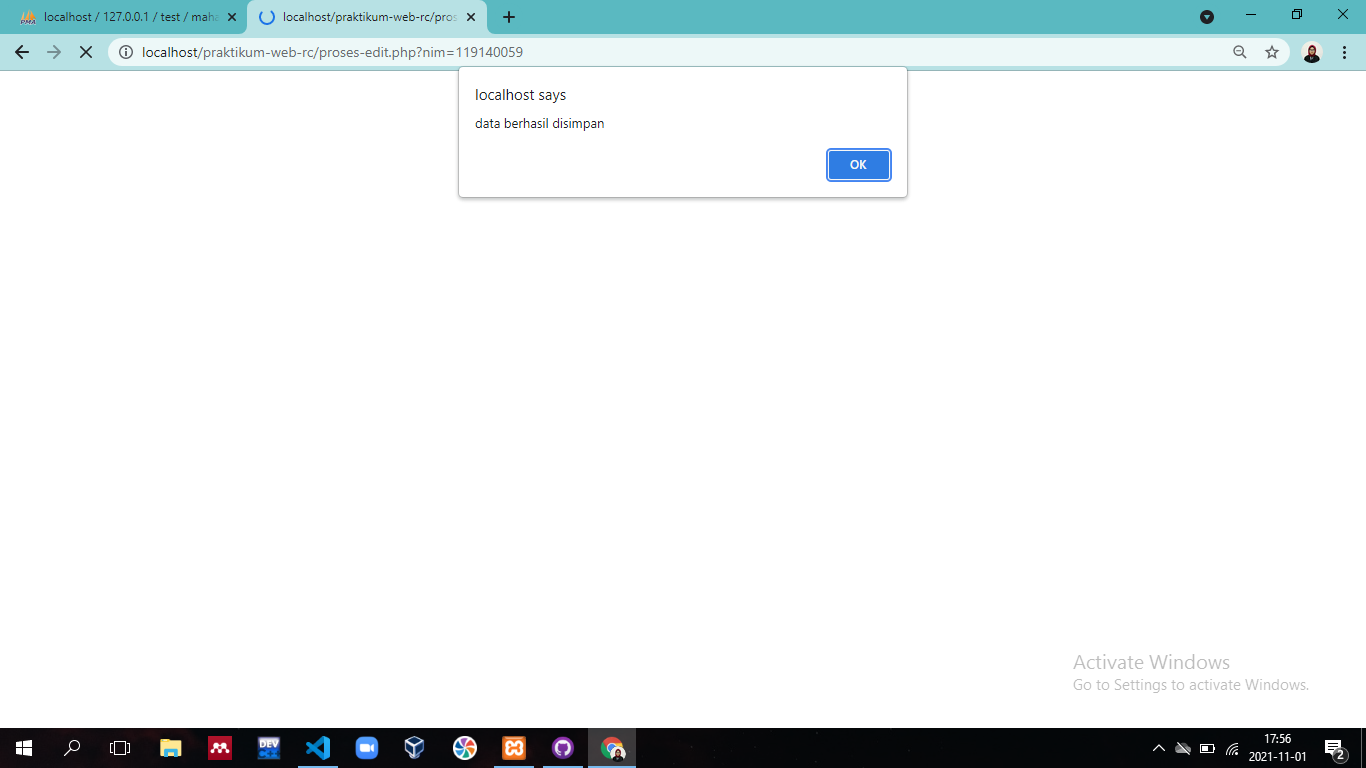 localhost / 127.0.0.1 / test / maha
localhost/praktikum-web-rc/pros
localhost/praktikum-web-rc/proses-edit.php?nim=119140059
localhost says
data berhasil disimpan
OK
Activate Windows
Go to Settings to activate Windows.
PMA
DEV
C++
17:56
2021-11-01
2